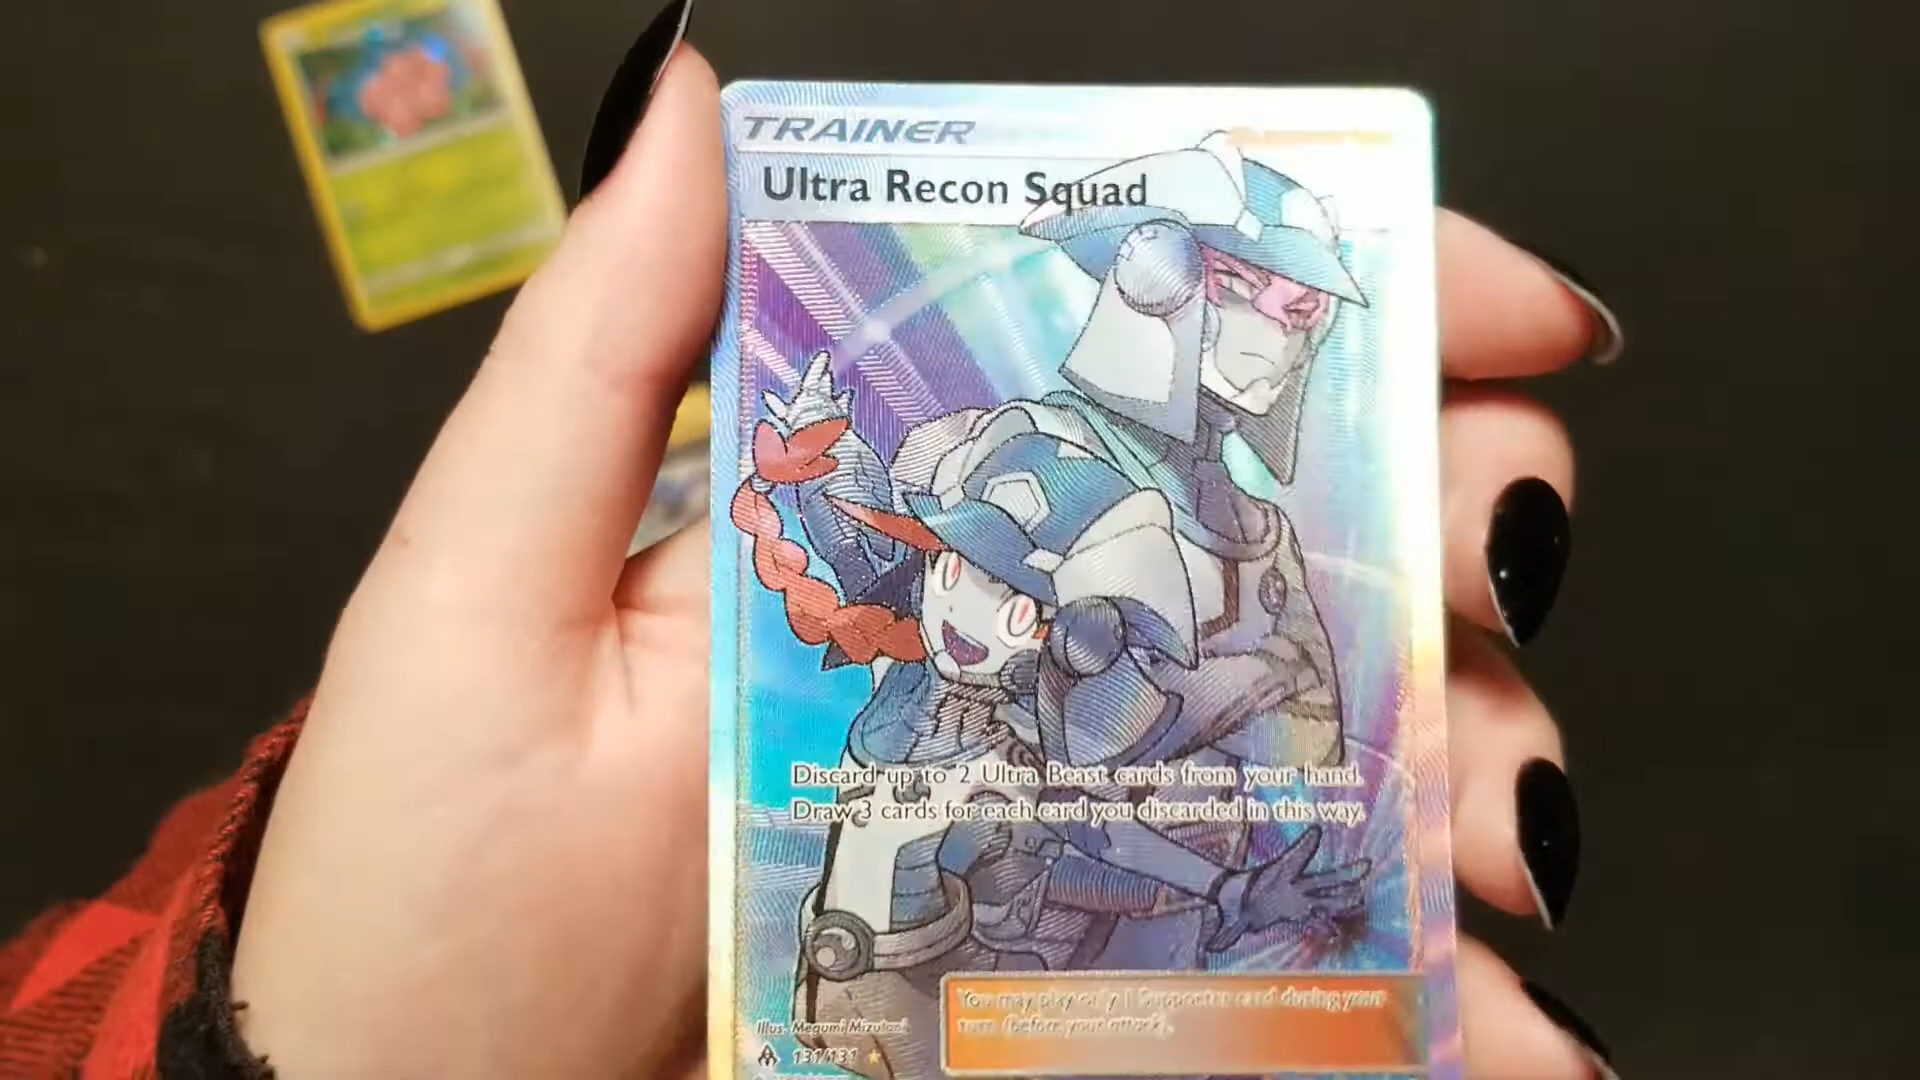 TRAINER
Ultra Recon Squad
Discard up to 2 Ultra Beast cards from your hand.
Draw 3 cards for each card you discarded in this way.
You may play only 1 Supporter card during your
turn (before your attack).
Illus. Megumi Mizutani
131/131